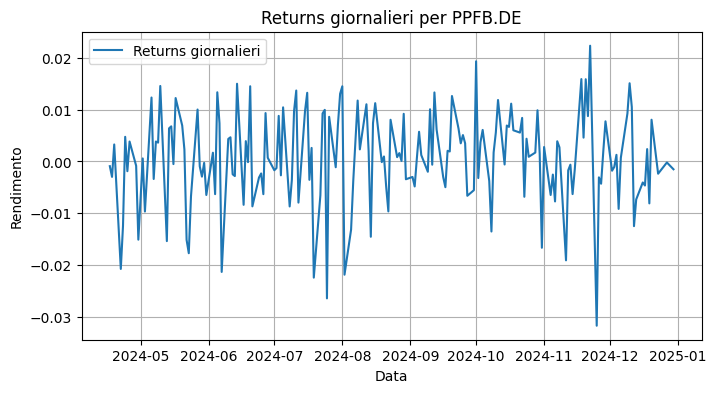 Returns giornalieri per PPFB.DE
Returns giornalieri
0.02
0.01
0.00
−0.01
−0.02
−0.03
Rendimento
2024-05 2024-06 2024-07 2024-08 2024-09 2024-10 2024-11 2024-12 2025-01
Data